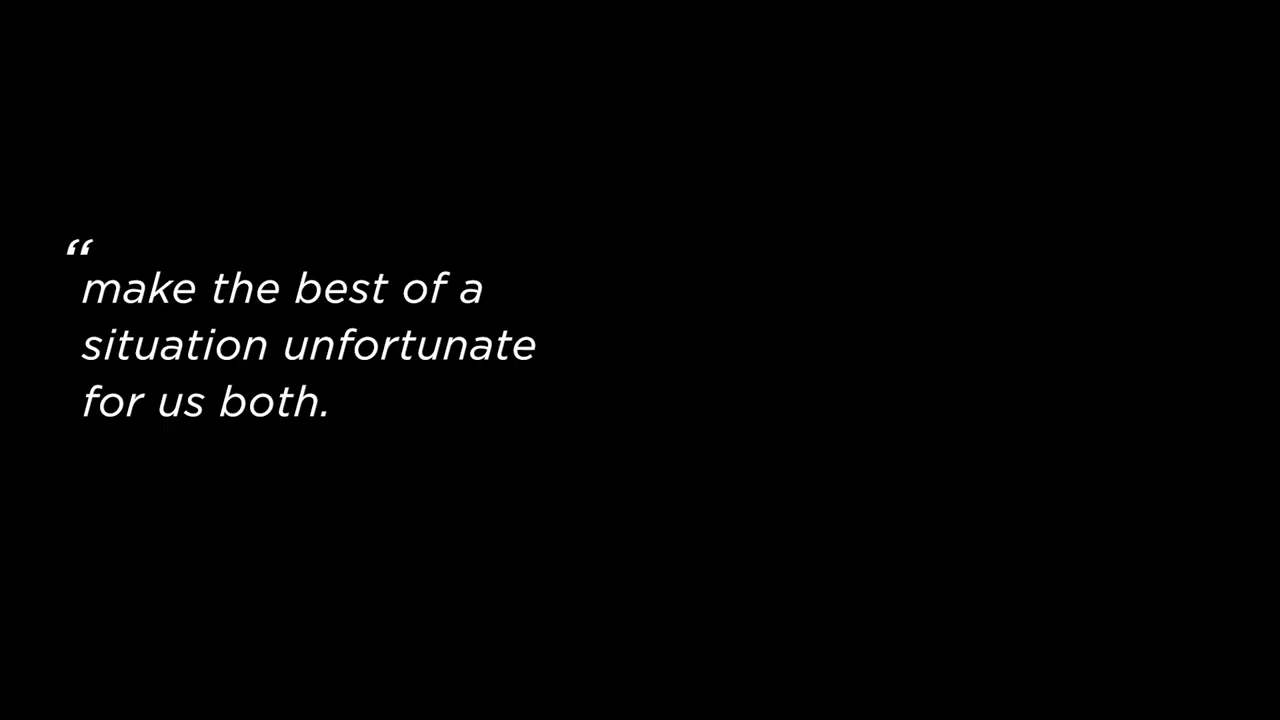 “
make the best of a
situation unfortunate
for us both.